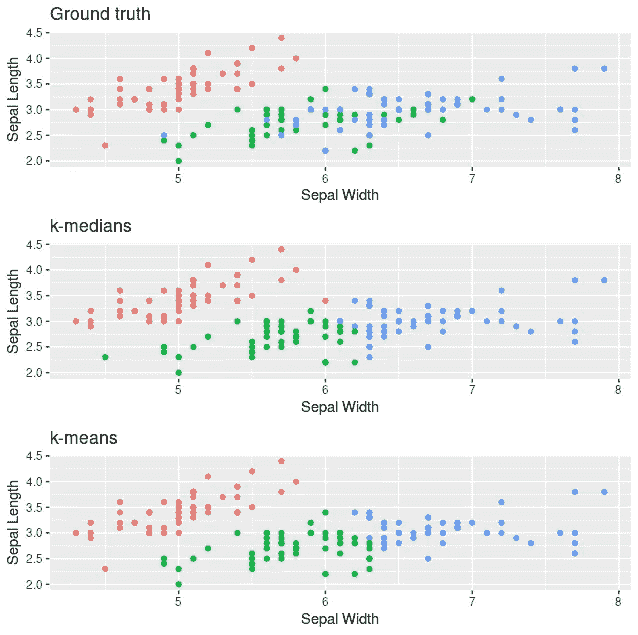 Ground truth
4.5
4.0
3.5
3.0
2.5
2.0
Sepal Length
5 6 7 8
Sepal Width
k-medians
4.5
4.0
3.5
3.0
2.5
2.0
Sepal Length
5 6 7 8
Sepal Width
k-means
4.5
4.0
3.5
3.0
2.5
2.0
Sepal Length
5 6 7 8
Sepal Width